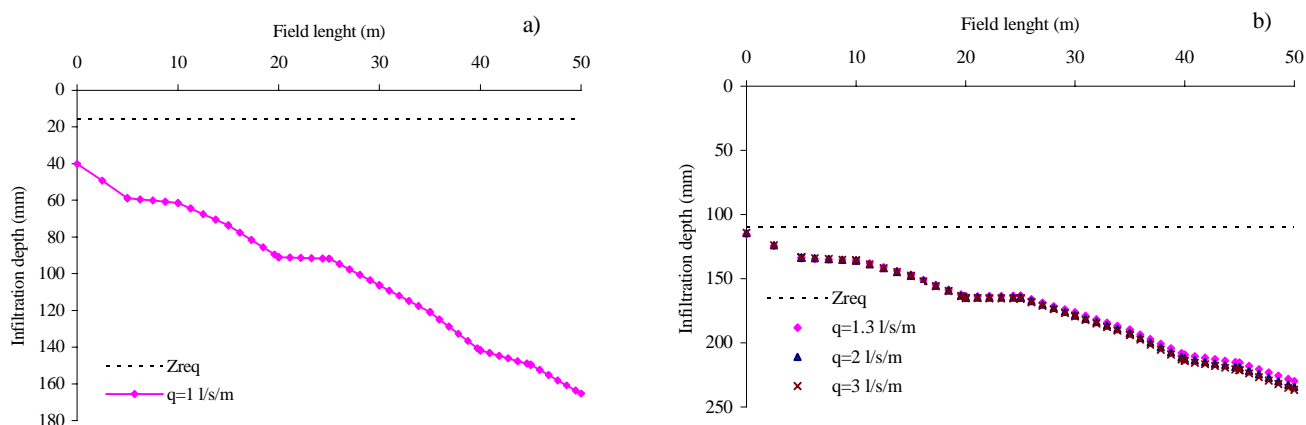 a)
Field lenght (m)
0 10 20 30 40 50
0
20
40
60
80
100
120
140
160
180
Infiltration depth (mm)
Zreq
q=1 l/s/m
b)
Field lenght (m)
0 10 20 30 40 50
0
50
100
150
200
250
Infiltration depth (mm)
Zreq
q=1.3 l/s/m
q=2 l/s/m
q=3 l/s/m